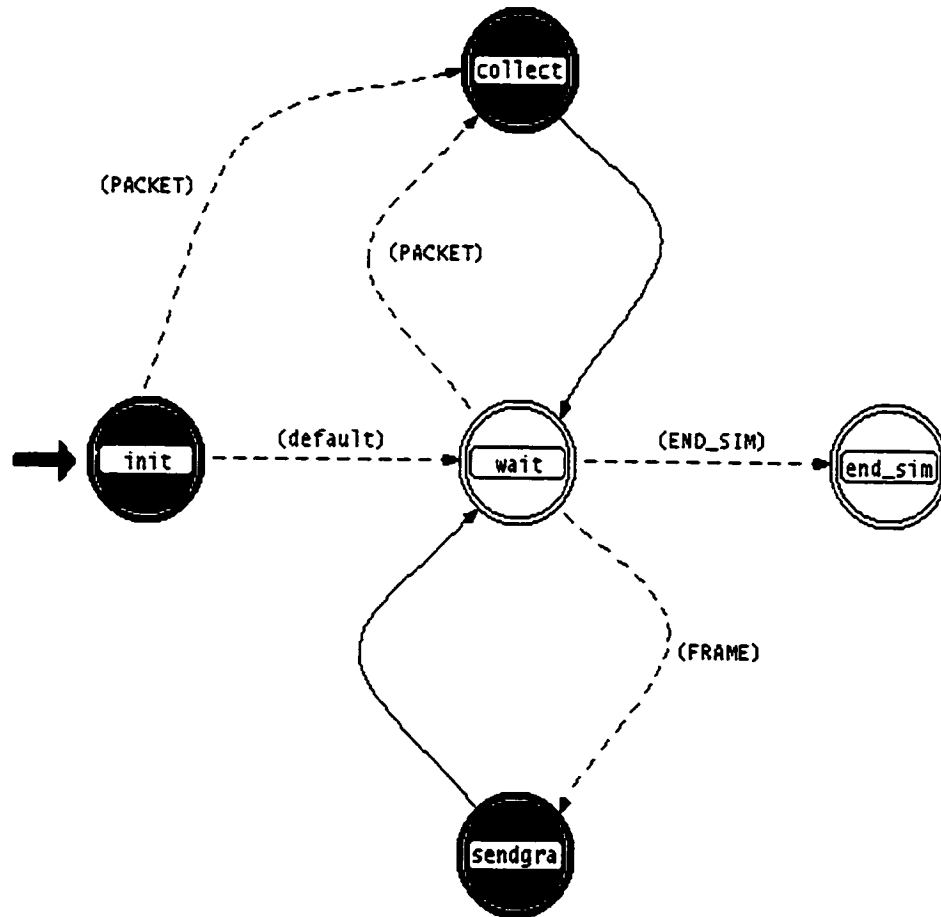 collect
(PACKET)
(PACKET)
init
(default)
wait
(END_SIM)
end_sim
(FRAME)
sendgra